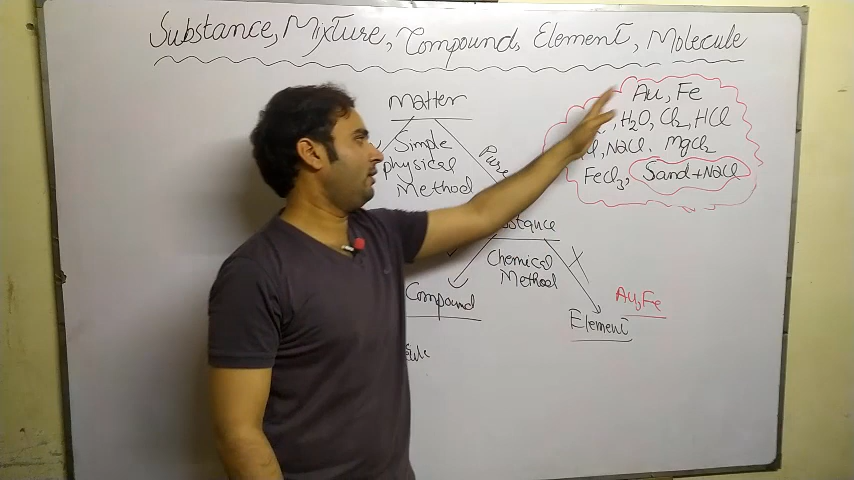 Substance, Mixture, Compound, Element, Molecule
Matter
Simple
physical
Method
Pure
Au, Fe
H₂O, Cl₂, HCl
NaCl. MgCl₂
FeCl₃, Sand+NaCl
Chemical
Method
Compound
Element
Au, Fe